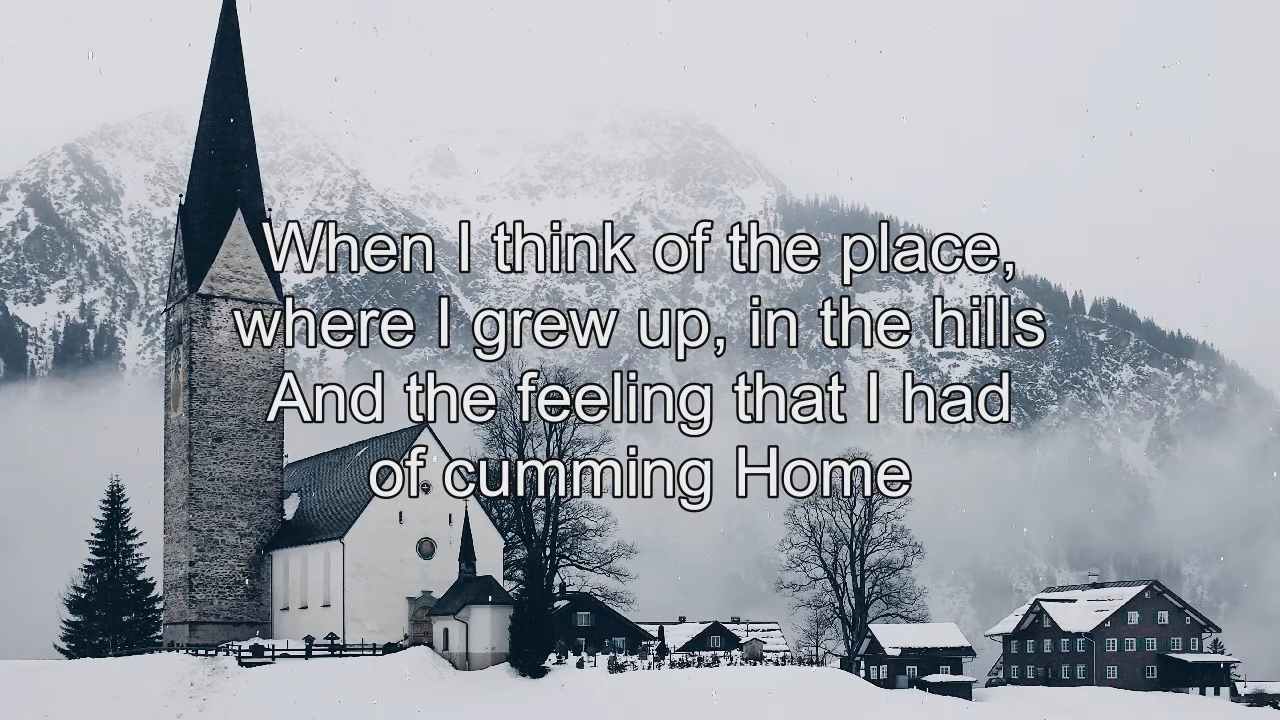 When I think of the place,
where I grew up, in the hills
And the feeling that I had
of cumming Home